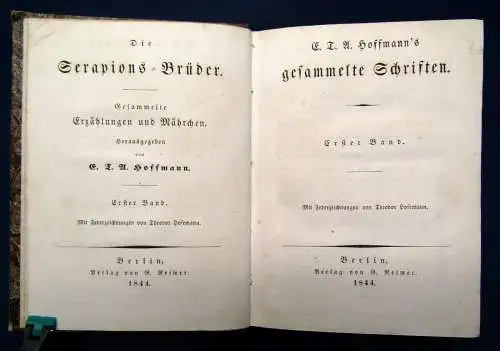 Die
Serapions-Brüder.
Gesammelte
Erzählungen und Mährchen.
Herausgegeben
von
E. T. A. Hoffmann.
Erster Band.
Mit Federzeichnungen von Theodor Hosemann.
Berlin,
Verlag von G. Reimer.
1844.
E. T. A. Hoffmann's
gesammelte Schriften.
Erster Band.
Mit Federzeichnungen von Theodor Hosemann.
Berlin,
Verlag von G. Reimer.
1844.